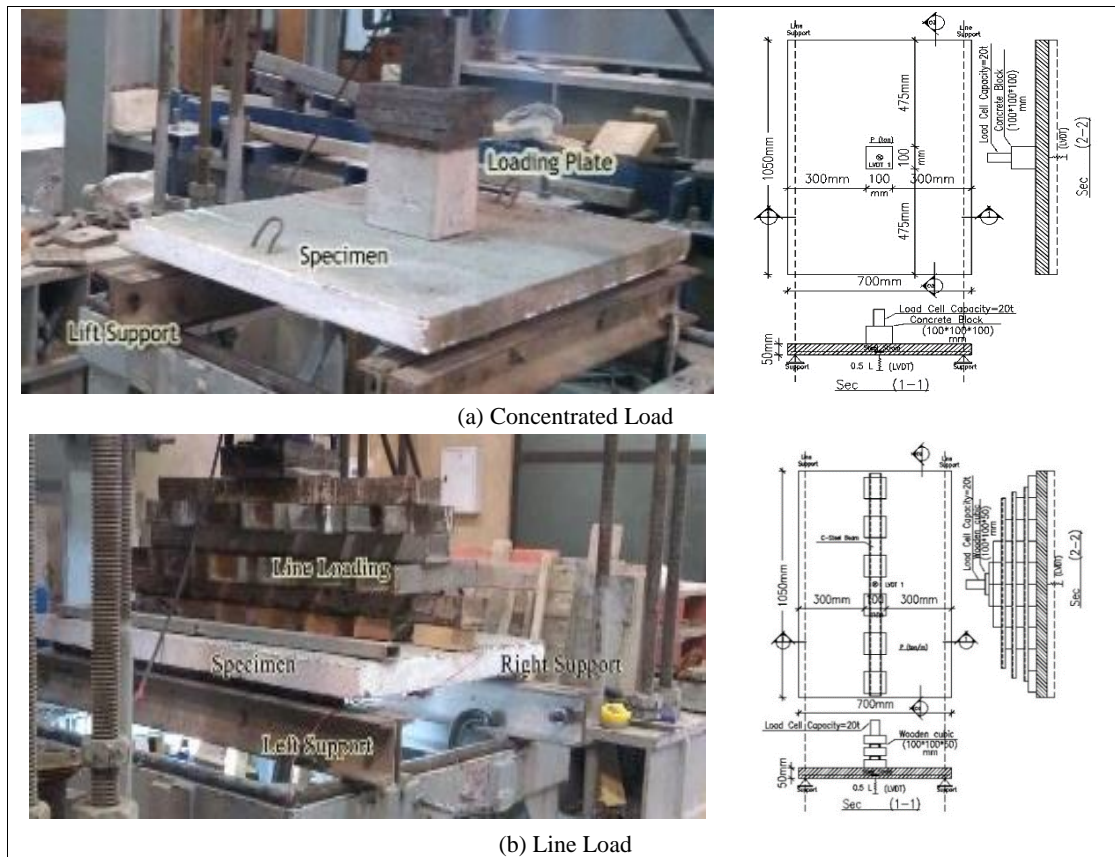 Loading Plate
Specimen
Lift Support
Line
Support
Line
Support
475mm
1050mm
P (ton)
LVDT 1
100
mm
300mm
100
mm
300mm
475mm
700mm
Load Cell Capacity=20t
Concrete Block
(100*100*100)
mm
(LVDT)
Sec (2-2)
Load Cell Capacity=20t
Concrete Block
(100*100*100)
mm
50mm
Support
0.5 L
(LVDT)
Support
Sec (1-1)
(a) Concentrated Load
Line Loading
Specimen
Right Support
Left Support
Line
Support
Line
Support
C-Steel Beam
1050mm
LVDT 1
300mm
100
300mm
P (ton/m)
700mm
Load Cell Capacity=20t
Wooden cubic
(100*100*50)
mm
(LVDT)
Sec (2-2)
Load Cell Capacity=20t
Wooden cubic
(100*100*50)
mm
50mm
Support
0.5 L
(LVDT)
Support
Sec (1-1)
(b) Line Load